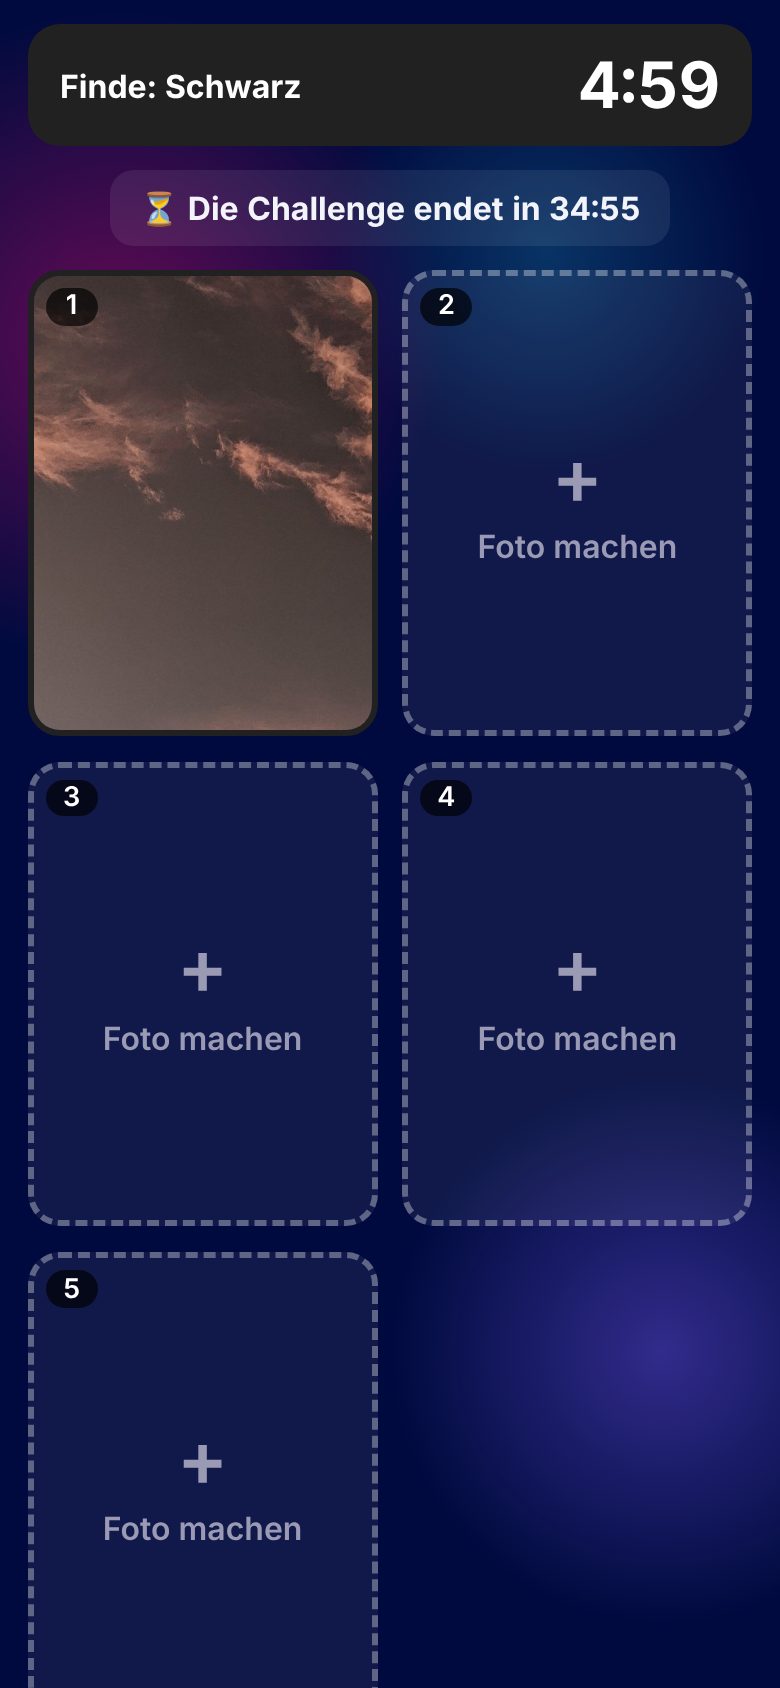 Finde: Schwarz
4:59
⏳ Die Challenge endet in 34:55
1
2
+
Foto machen
3
+
Foto machen
4
+
Foto machen
5
+
Foto machen